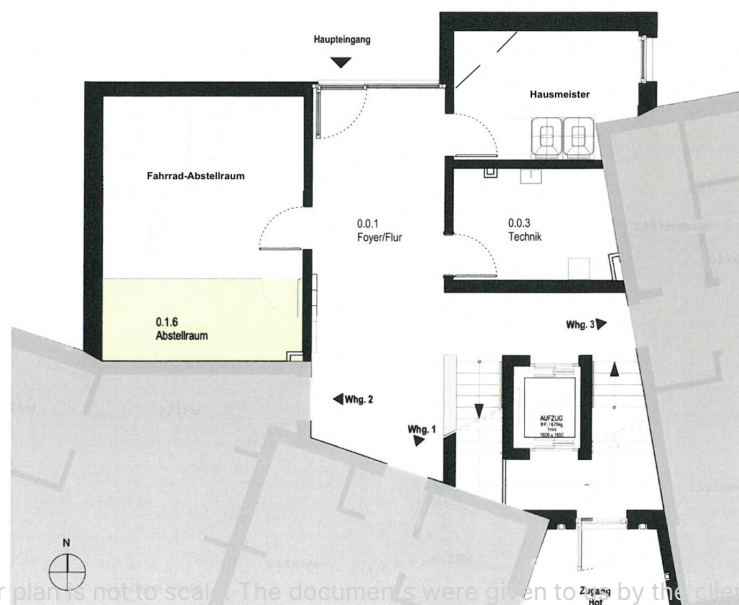 Haupteingang
Hausmeister
Fahrrad-Abstellraum
0.0.1
Foyer/Flur
0.0.3
Technik
0.1.6
Abstellraum
Whg. 3
Whg. 2
Whg. 1
AUFZUG
N
Zugang
Hof
r plan is not to scale. The documents were given to us by the clien